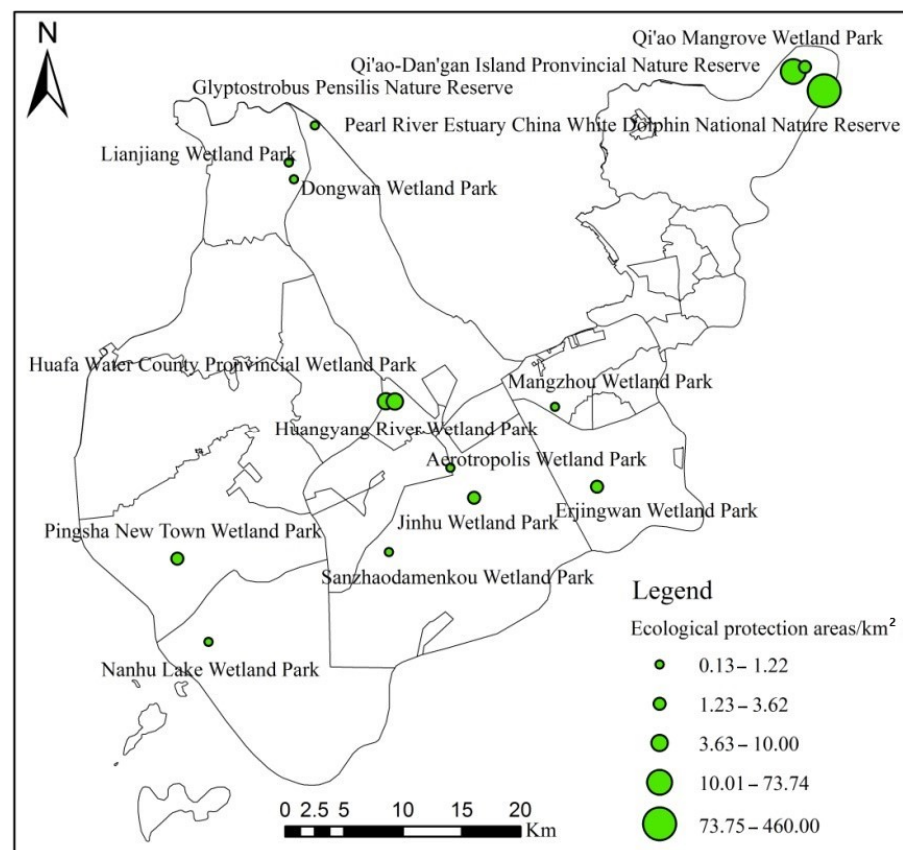 N
Qi'ao Mangrove Wetland Park
Qi'ao-Dan'gan Island Pronvincial Nature Reserve
Glyptostrobus Pensilis Nature Reserve
Pearl River Estuary China White Dolphin National Nature Reserve
Lianjiang Wetland Park
Dongwan Wetland Park
Huafa Water County Pronvincial Wetland Park
Mangzhou Wetland Park
Huangyang River Wetland Park
Aerotropolis Wetland Park
Jinhu Wetland Park
Erjingwan Wetland Park
Pingsha New Town Wetland Park
Sanzhaodamenkou Wetland Park
Nanhu Lake Wetland Park
Legend
Ecological protection areas/km²
0.13–1.22
1.23–3.62
3.63–10.00
10.01–73.74
73.75–460.00
0 2.5 5 10 15 20
Km